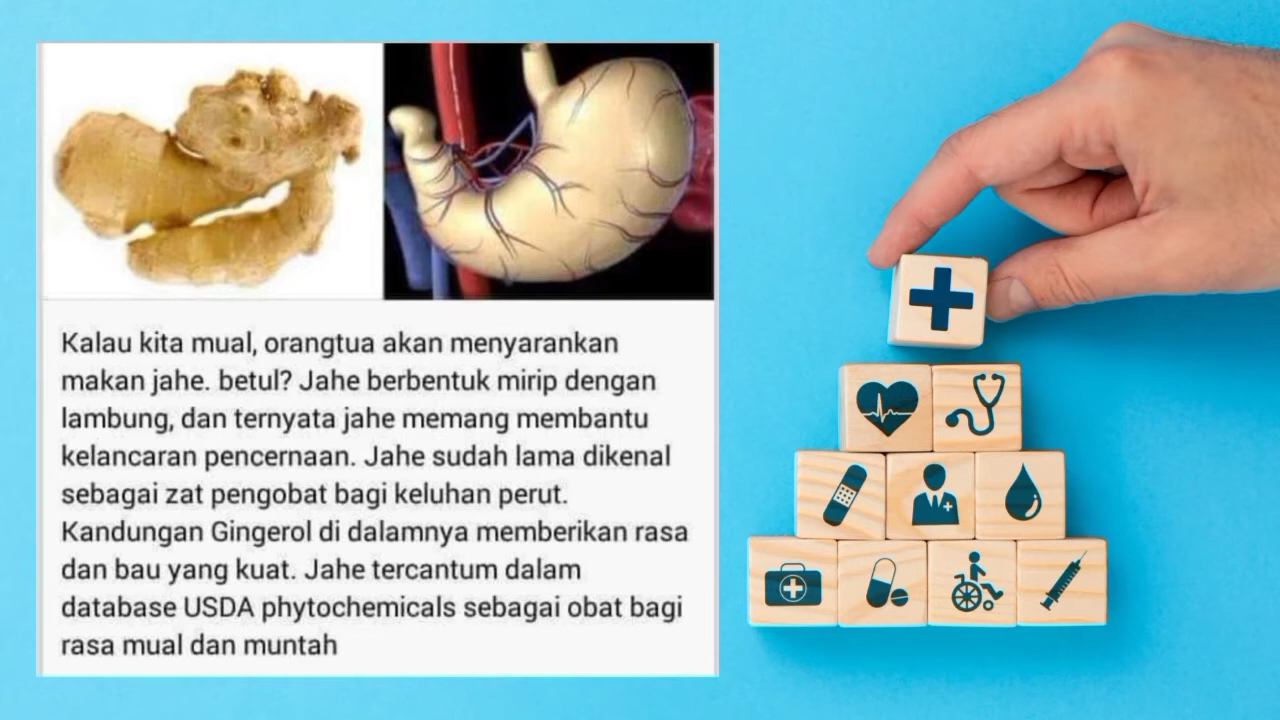 Kalau kita mual, orangtua akan menyarankan
makan jahe. betul? Jahe berbentuk mirip dengan
lambung, dan ternyata jahe memang membantu
kelancaran pencernaan. Jahe sudah lama dikenal
sebagai zat pengobat bagi keluhan perut.
Kandungan Gingerol di dalamnya memberikan rasa
dan bau yang kuat. Jahe tercantum dalam
database USDA phytochemicals sebagai obat bagi
rasa mual dan muntah